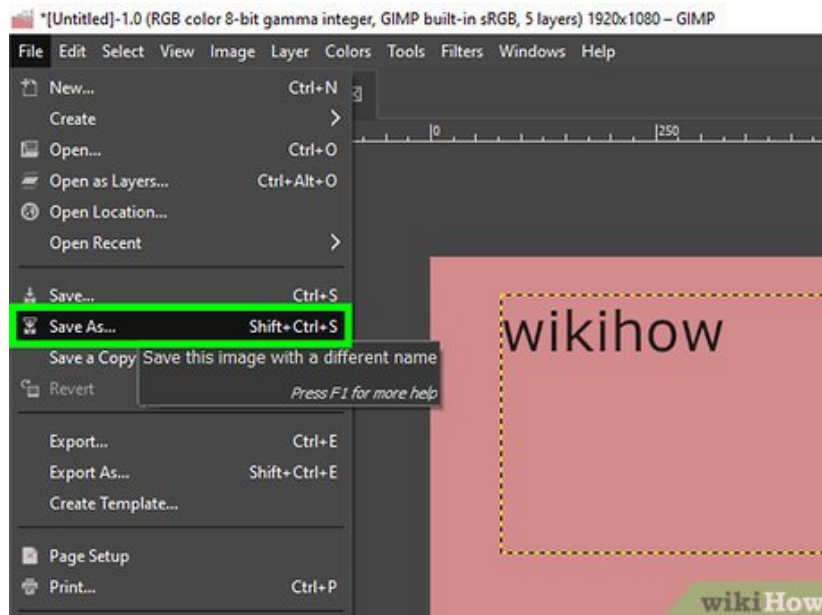 *[Untitled]-1.0 (RGB color 8-bit gamma integer, GIMP built-in sRGB, 5 layers) 1920x1080 – GIMP
File Edit Select View Image Layer Colors Tools Filters Windows Help
New... Ctrl+N
Create
Open... Ctrl+O
Open as Layers... Ctrl+Alt+O
Open Location...
Open Recent
Save... Ctrl+S
Save As... Shift+Ctrl+S
Save a Copy
Save this image with a different name
Revert
Press F1 for more help
Export... Ctrl+E
Export As... Shift+Ctrl+E
Create Template...
Page Setup
Print... Ctrl+P
0 250
wikihow
wikiHow